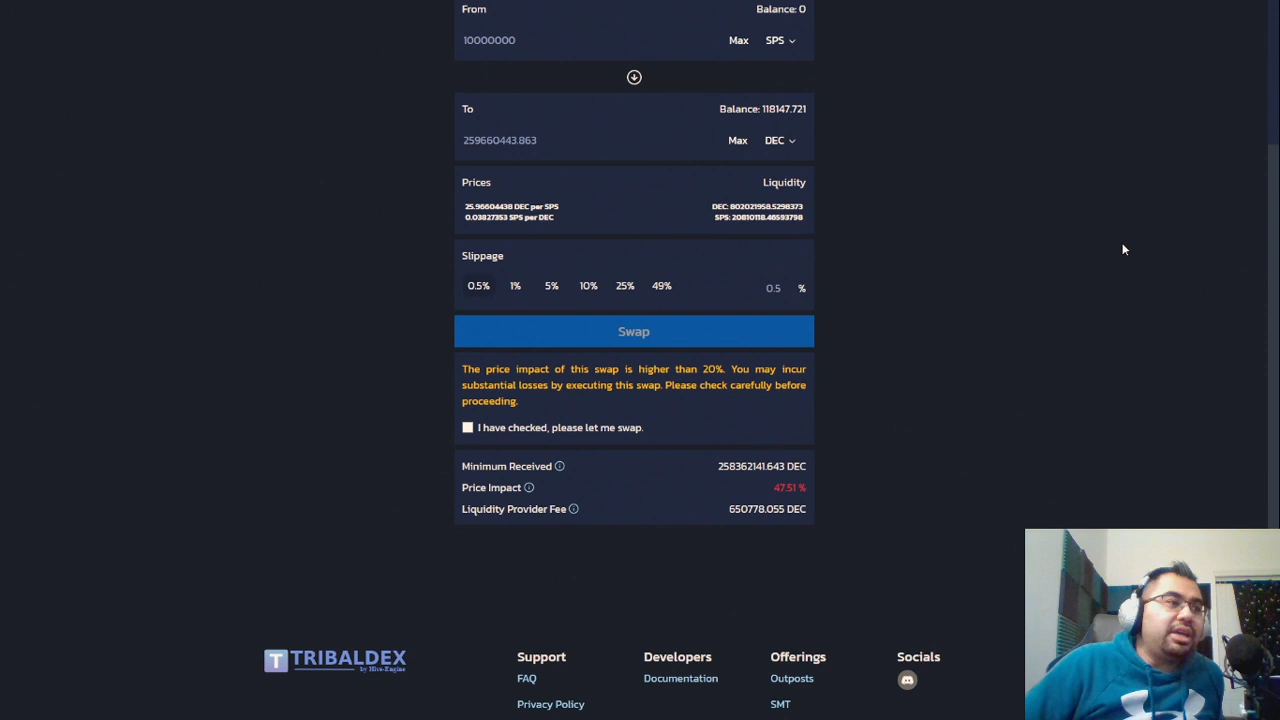 From
Balance: 0
10000000
Max
SPS
To
Balance: 118147.721
259660443.863
Max
DEC
Prices
Liquidity
25.96604438 DEC per SPS
DEC: 802021958.5298373
0.03827353 SPS per DEC
SPS: 20810118.46593798
Slippage
0.5%
1%
5%
10%
25%
49%
0.5
%
Swap
The price impact of this swap is higher than 20%. You may incur
substantial losses by executing this swap. Please check carefully before
proceeding.
I have checked, please let me swap.
Minimum Received
258362141.643 DEC
Price Impact
47.51 %
Liquidity Provider Fee
650778.055 DEC
TRIBALDEX
by Hive-Engine
Support
Developers
Offerings
Socials
FAQ
Documentation
Outposts
Privacy Policy
SMT